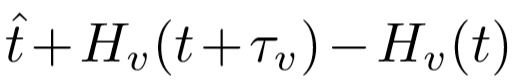 t̂ + H_v(t + τ_v) − H_v(t)